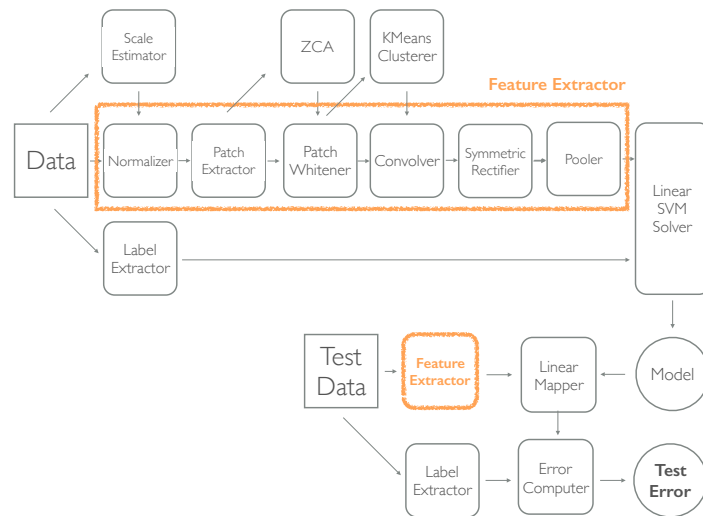 Scale
Estimator
ZCA
KMeans
Clusterer
Feature Extractor
Data
Normalizer
Patch
Extractor
Patch
Whitener
Convolver
Symmetric
Rectifier
Pooler
Linear
SVM
Solver
Label
Extractor
Test
Data
Feature
Extractor
Linear
Mapper
Model
Label
Extractor
Error
Computer
Test
Error